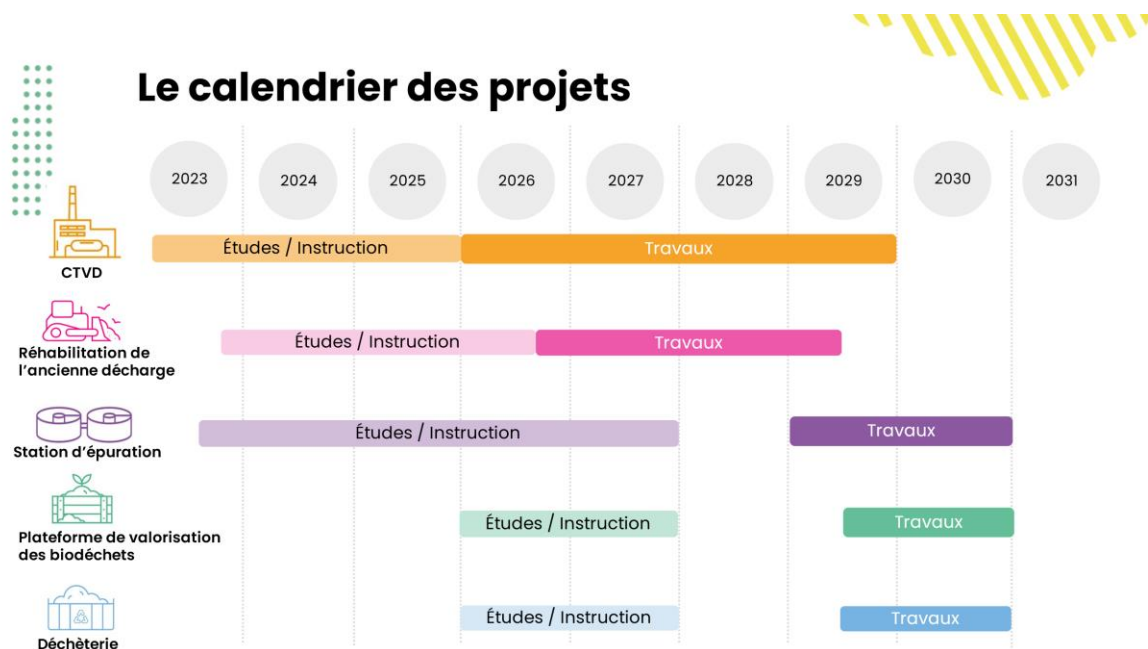 Le calendrier des projets
2023
2024
2025
2026
2027
2028
2029
2030
2031
CTVD
Études / Instruction
Travaux
Réhabilitation de
l'ancienne décharge
Études / Instruction
Travaux
Station d'épuration
Études / Instruction
Travaux
Plateforme de valorisation
des biodéchets
Études / Instruction
Travaux
Déchèterie
Études / Instruction
Travaux